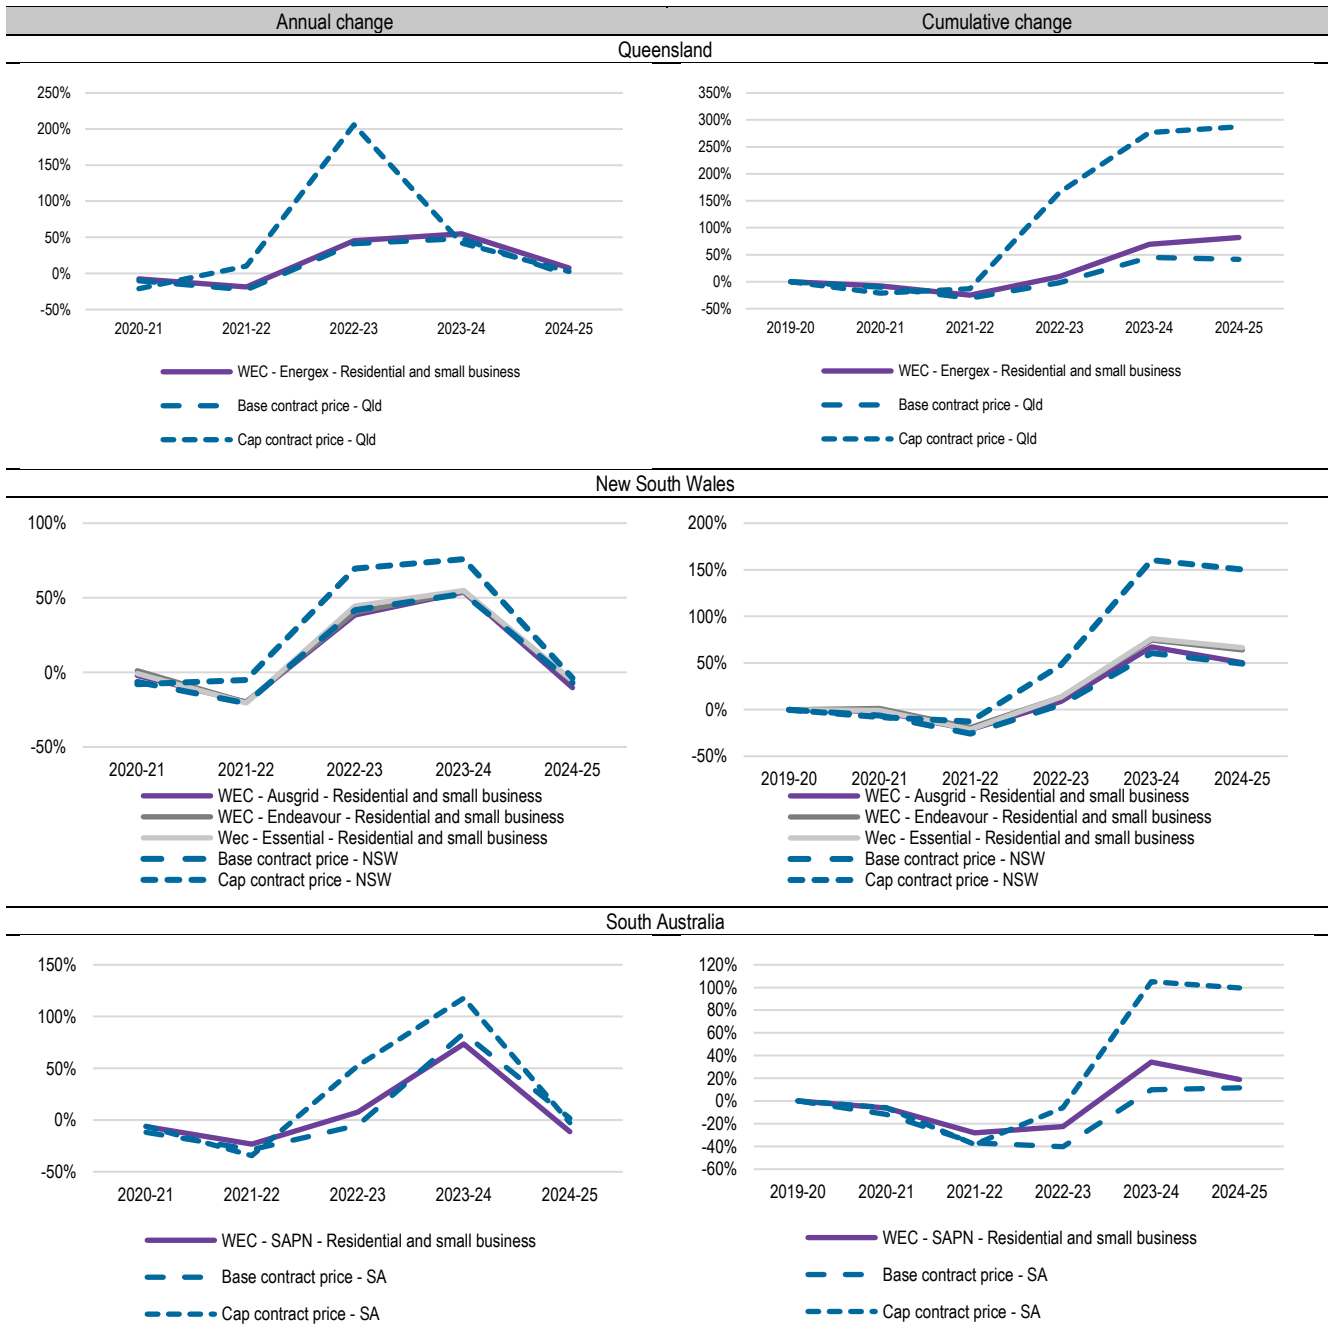 Annual change
Cumulative change
Queensland
250%
200%
150%
100%
50%
0%
-50%
2020-21 2021-22 2022-23 2023-24 2024-25
WEC - Energex - Residential and small business
Base contract price - Qld
Cap contract price - Qld
350%
300%
250%
200%
150%
100%
50%
0%
-50%
2019-20 2020-21 2021-22 2022-23 2023-24 2024-25
WEC - Energex - Residential and small business
Base contract price - Qld
Cap contract price - Qld
New South Wales
100%
50%
0%
-50%
2020-21 2021-22 2022-23 2023-24 2024-25
WEC - Ausgrid - Residential and small business
WEC - Endeavour - Residential and small business
Wec - Essential - Residential and small business
Base contract price - NSW
Cap contract price - NSW
200%
150%
100%
50%
0%
-50%
2019-20 2020-21 2021-22 2022-23 2023-24 2024-25
WEC - Ausgrid - Residential and small business
WEC - Endeavour - Residential and small business
Wec - Essential - Residential and small business
Base contract price - NSW
Cap contract price - NSW
South Australia
150%
100%
50%
0%
-50%
2020-21 2021-22 2022-23 2023-24 2024-25
WEC - SAPN - Residential and small business
Base contract price - SA
Cap contract price - SA
120%
100%
80%
60%
40%
20%
0%
-20%
-40%
-60%
2019-20 2020-21 2021-22 2022-23 2023-24 2024-25
WEC - SAPN - Residential and small business
Base contract price - SA
Cap contract price - SA